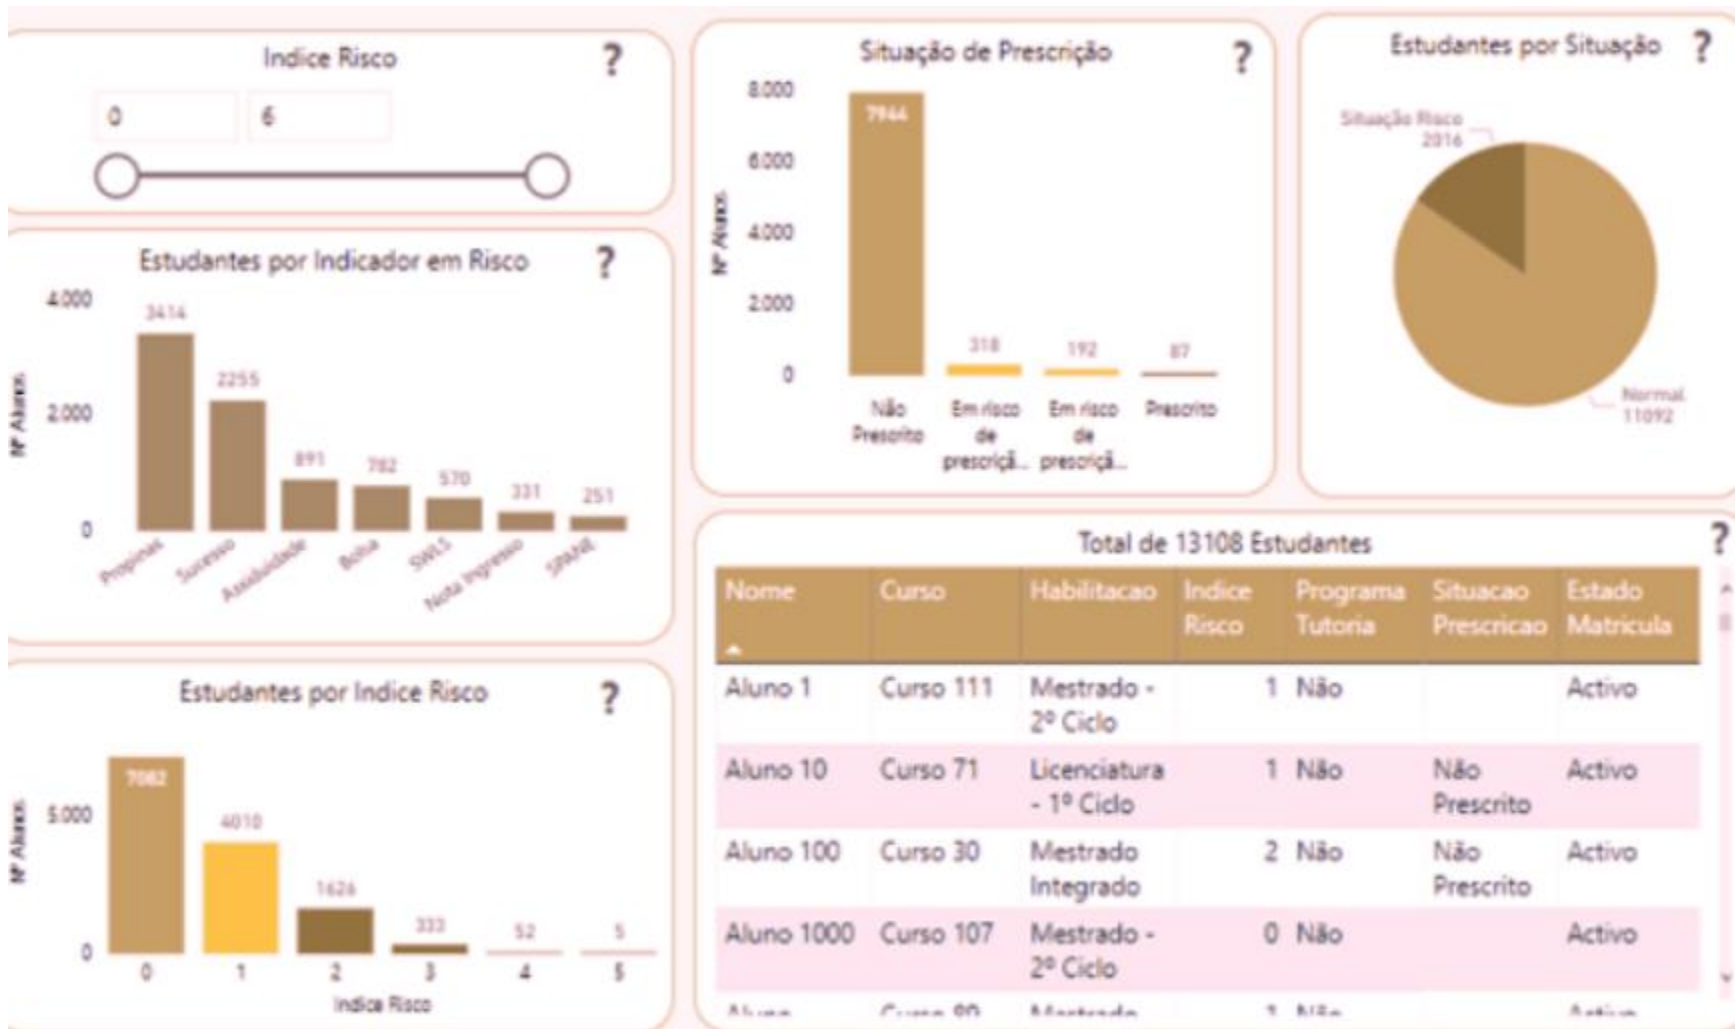 Indice Risco
?
0
6
Estudantes por Indicador em Risco
?
4.000
2.000
0
Nº Alunos
3414
2255
891
782
570
331
251
Propinas
Sucesso
Assiduidade
Bolsa
SWLS
Nota Ingresso
SPANE
Estudantes por Indice Risco
?
5.000
0
Nº Alunos
7082
4010
1626
333
52
5
0
1
2
3
4
5
Indice Risco
Situação de Prescrição
?
8.000
6.000
4.000
2.000
0
Nº Alunos
7944
318
192
87
Não
Prescrito
Em risco
de
prescriçã...
Em risco
de
prescriçã...
Prescrito
Estudantes por Situação
?
Situação Risco
2016
Normal
11092
Total de 13108 Estudantes
?
Nome Curso Habilitacao Indice Programa Situacao Estado
Risco Tutoria Prescricao Matricula
Aluno 1 Curso 111 Mestrado - 1 Não Activo
2º Ciclo
Aluno 10 Curso 71 Licenciatura 1 Não Não Activo
- 1º Ciclo Prescrito
Aluno 100 Curso 30 Mestrado 2 Não Não Activo
Integrado Prescrito
Aluno 1000 Curso 107 Mestrado - 0 Não Activo
2º Ciclo